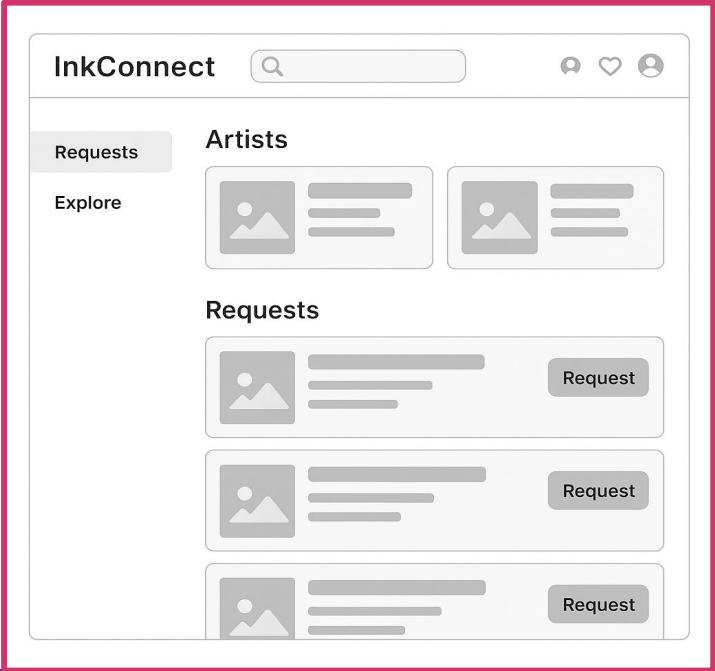 InkConnect
Requests
Explore
Artists
Requests
Request
Request
Request